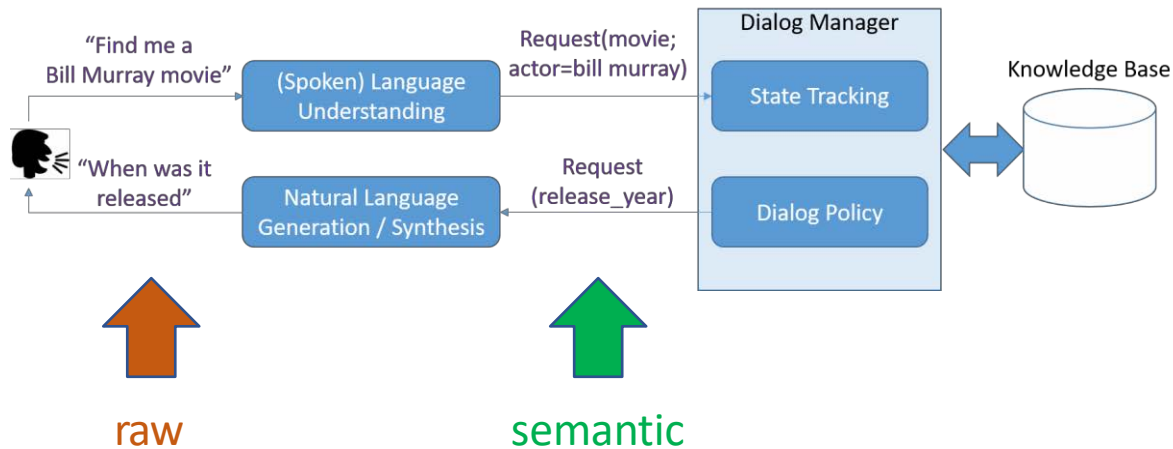 “Find me a
Bill Murray movie”
(Spoken) Language
Understanding
Request(movie;
actor=bill murray)
Dialog Manager
State Tracking
Knowledge Base
“When was it
released”
Natural Language
Generation / Synthesis
Request
(release_year)
Dialog Policy
raw
semantic